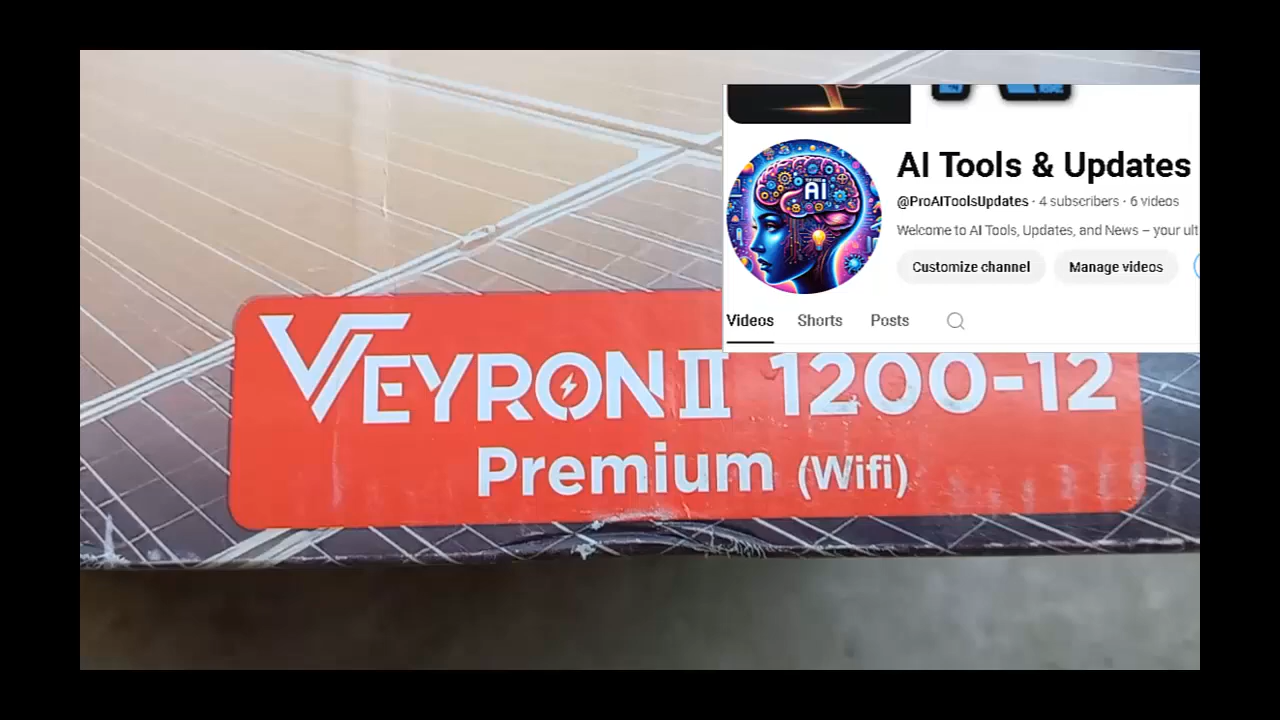 AI Tools & Updates
@ProAIToolsUpdates · 4 subscribers · 6 videos
Welcome to AI Tools, Updates, and News – your ult
Customize channel
Manage videos
Videos
Shorts
Posts
AI
VEYRON II 1200-12
Premium (Wifi)